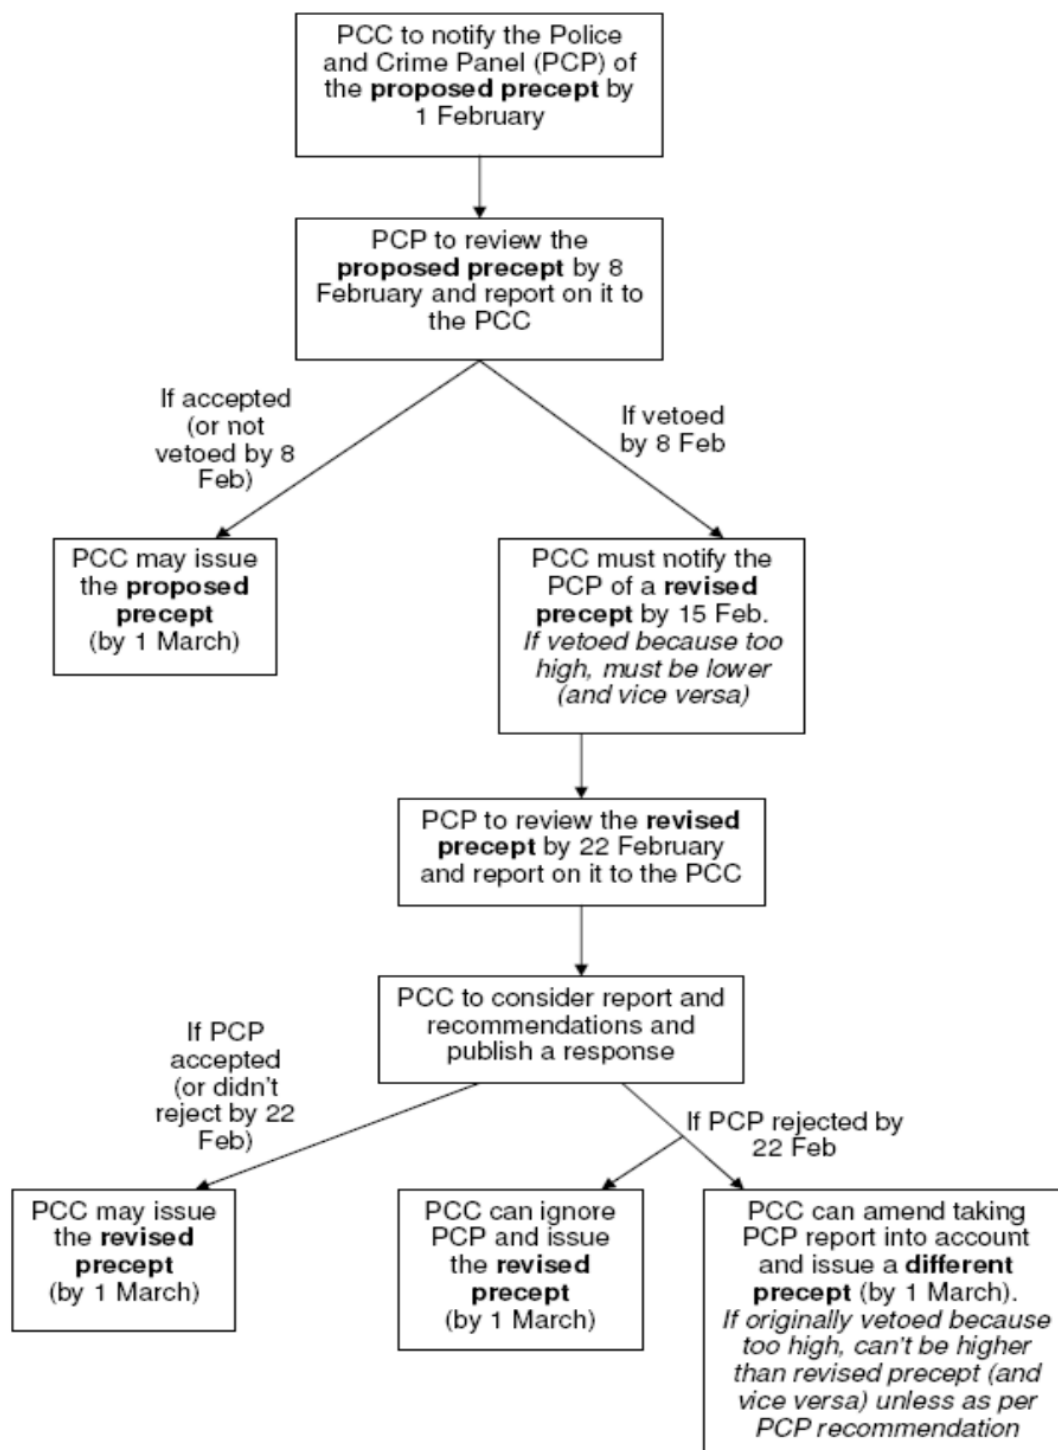 PCC to notify the Police
and Crime Panel (PCP) of
the proposed precept by
1 February
PCP to review the
proposed precept by 8
February and report on it to
the PCC
If accepted
(or not
vetoed by 8
Feb)
If vetoed
by 8 Feb
PCC may issue
the proposed
precept
(by 1 March)
PCC must notify the
PCP of a revised
precept by 15 Feb.
If vetoed because too
high, must be lower
(and vice versa)
PCP to review the revised
precept by 22 February
and report on it to the PCC
PCC to consider report and
recommendations and
publish a response
If PCP
accepted
(or didn't
reject by 22
Feb)
If PCP rejected by
22 Feb
PCC may issue
the revised
precept
(by 1 March)
PCC can ignore
PCP and issue
the revised
precept
(by 1 March)
PCC can amend taking
PCP report into account
and issue a different
precept (by 1 March).
If originally vetoed because
too high, can't be higher
than revised precept (and
vice versa) unless as per
PCP recommendation